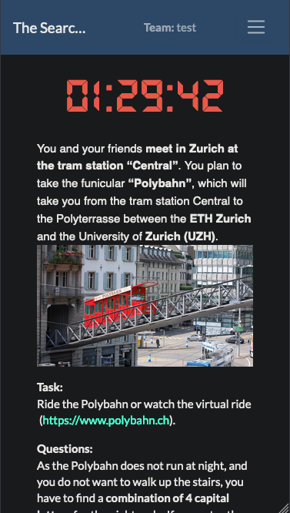 The Searc...
Team: test
01:29:42
You and your friends meet in Zurich at
the tram station “Central”. You plan to
take the funicular “Polybahn”, which will
take you from the tram station Central to
the Polyterrasse between the ETH Zurich
and the University of Zurich (UZH).
Task:
Ride the Polybahn or watch the virtual ride
(https://www.polybahn.ch).
Questions:
As the Polybahn does not run at night, and
you do not want to walk up the stairs, you
have to find a combination of 4 capital